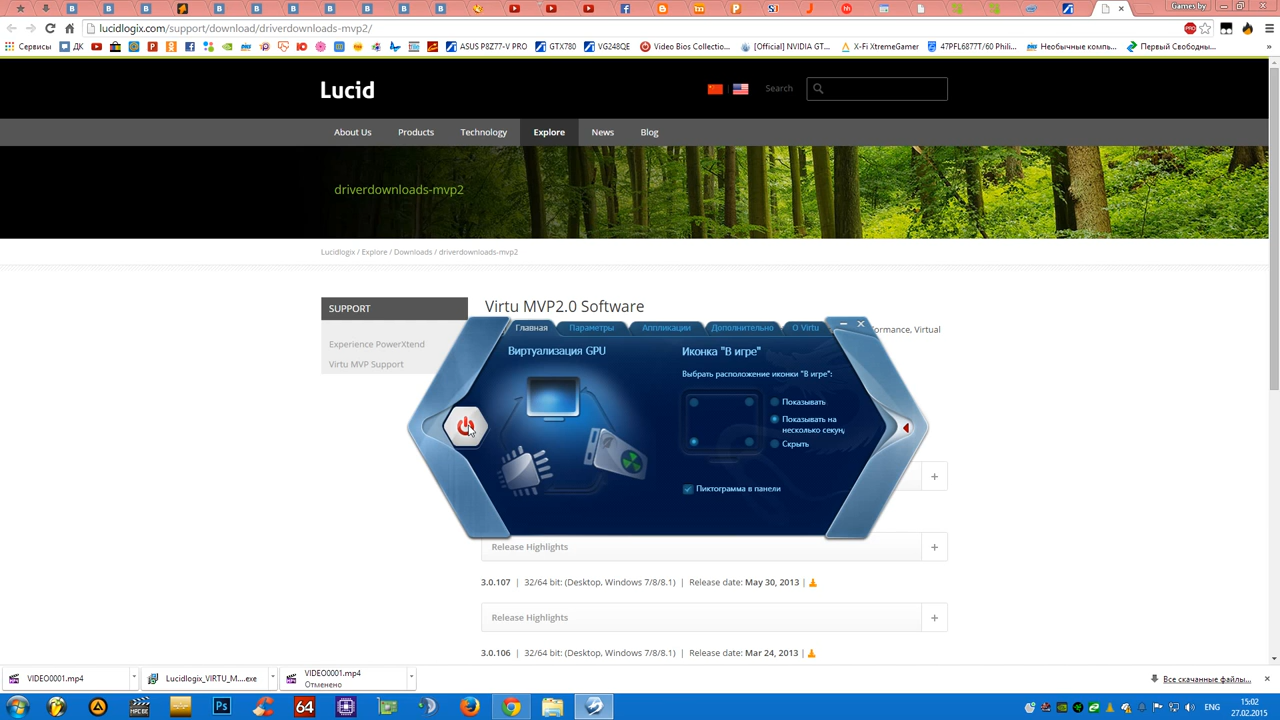 Games by
lucidlogix.com/support/download/driverdownloads-mvp2/
Сервисы
ДК
ASUS P8Z77-V PRO
GTX780
VG248QE
Video Bios Collectio...
[Official] NVIDIA GT...
X-Fi XtremeGamer
47PFL6877T/60 Phili...
Необычные компь...
Первый Свободны...
»
Lucid
Search
About Us
Products
Technology
Explore
News
Blog
driverdownloads-mvp2
Lucidlogix / Explore / Downloads / driverdownloads-mvp2
SUPPORT
Experience PowerXtend
Virtu MVP Support
Virtu MVP2.0 Software
formance, Virtual
Главная
Параметры
Аппликации
Дополнительно
О Virtu
Виртуализация GPU
Иконка "В игре"
Выбрать расположение иконки "В игре":
Показывать
Показывать на
несколько секун
Скрыть
Пиктограмма в панели
Release Highlights
3.0.107 | 32/64 bit: (Desktop, Windows 7/8/8.1) | Release date: May 30, 2013 |
Release Highlights
3.0.106 | 32/64 bit: (Desktop, Windows 7/8/8.1) | Release date: Mar 24, 2013 |
VIDEO0001.mp4
Lucidlogix_VIRTU_M....exe
VIDEO0001.mp4
Отменено
Все скачанные файлы...
64
15:02
27.02.2015